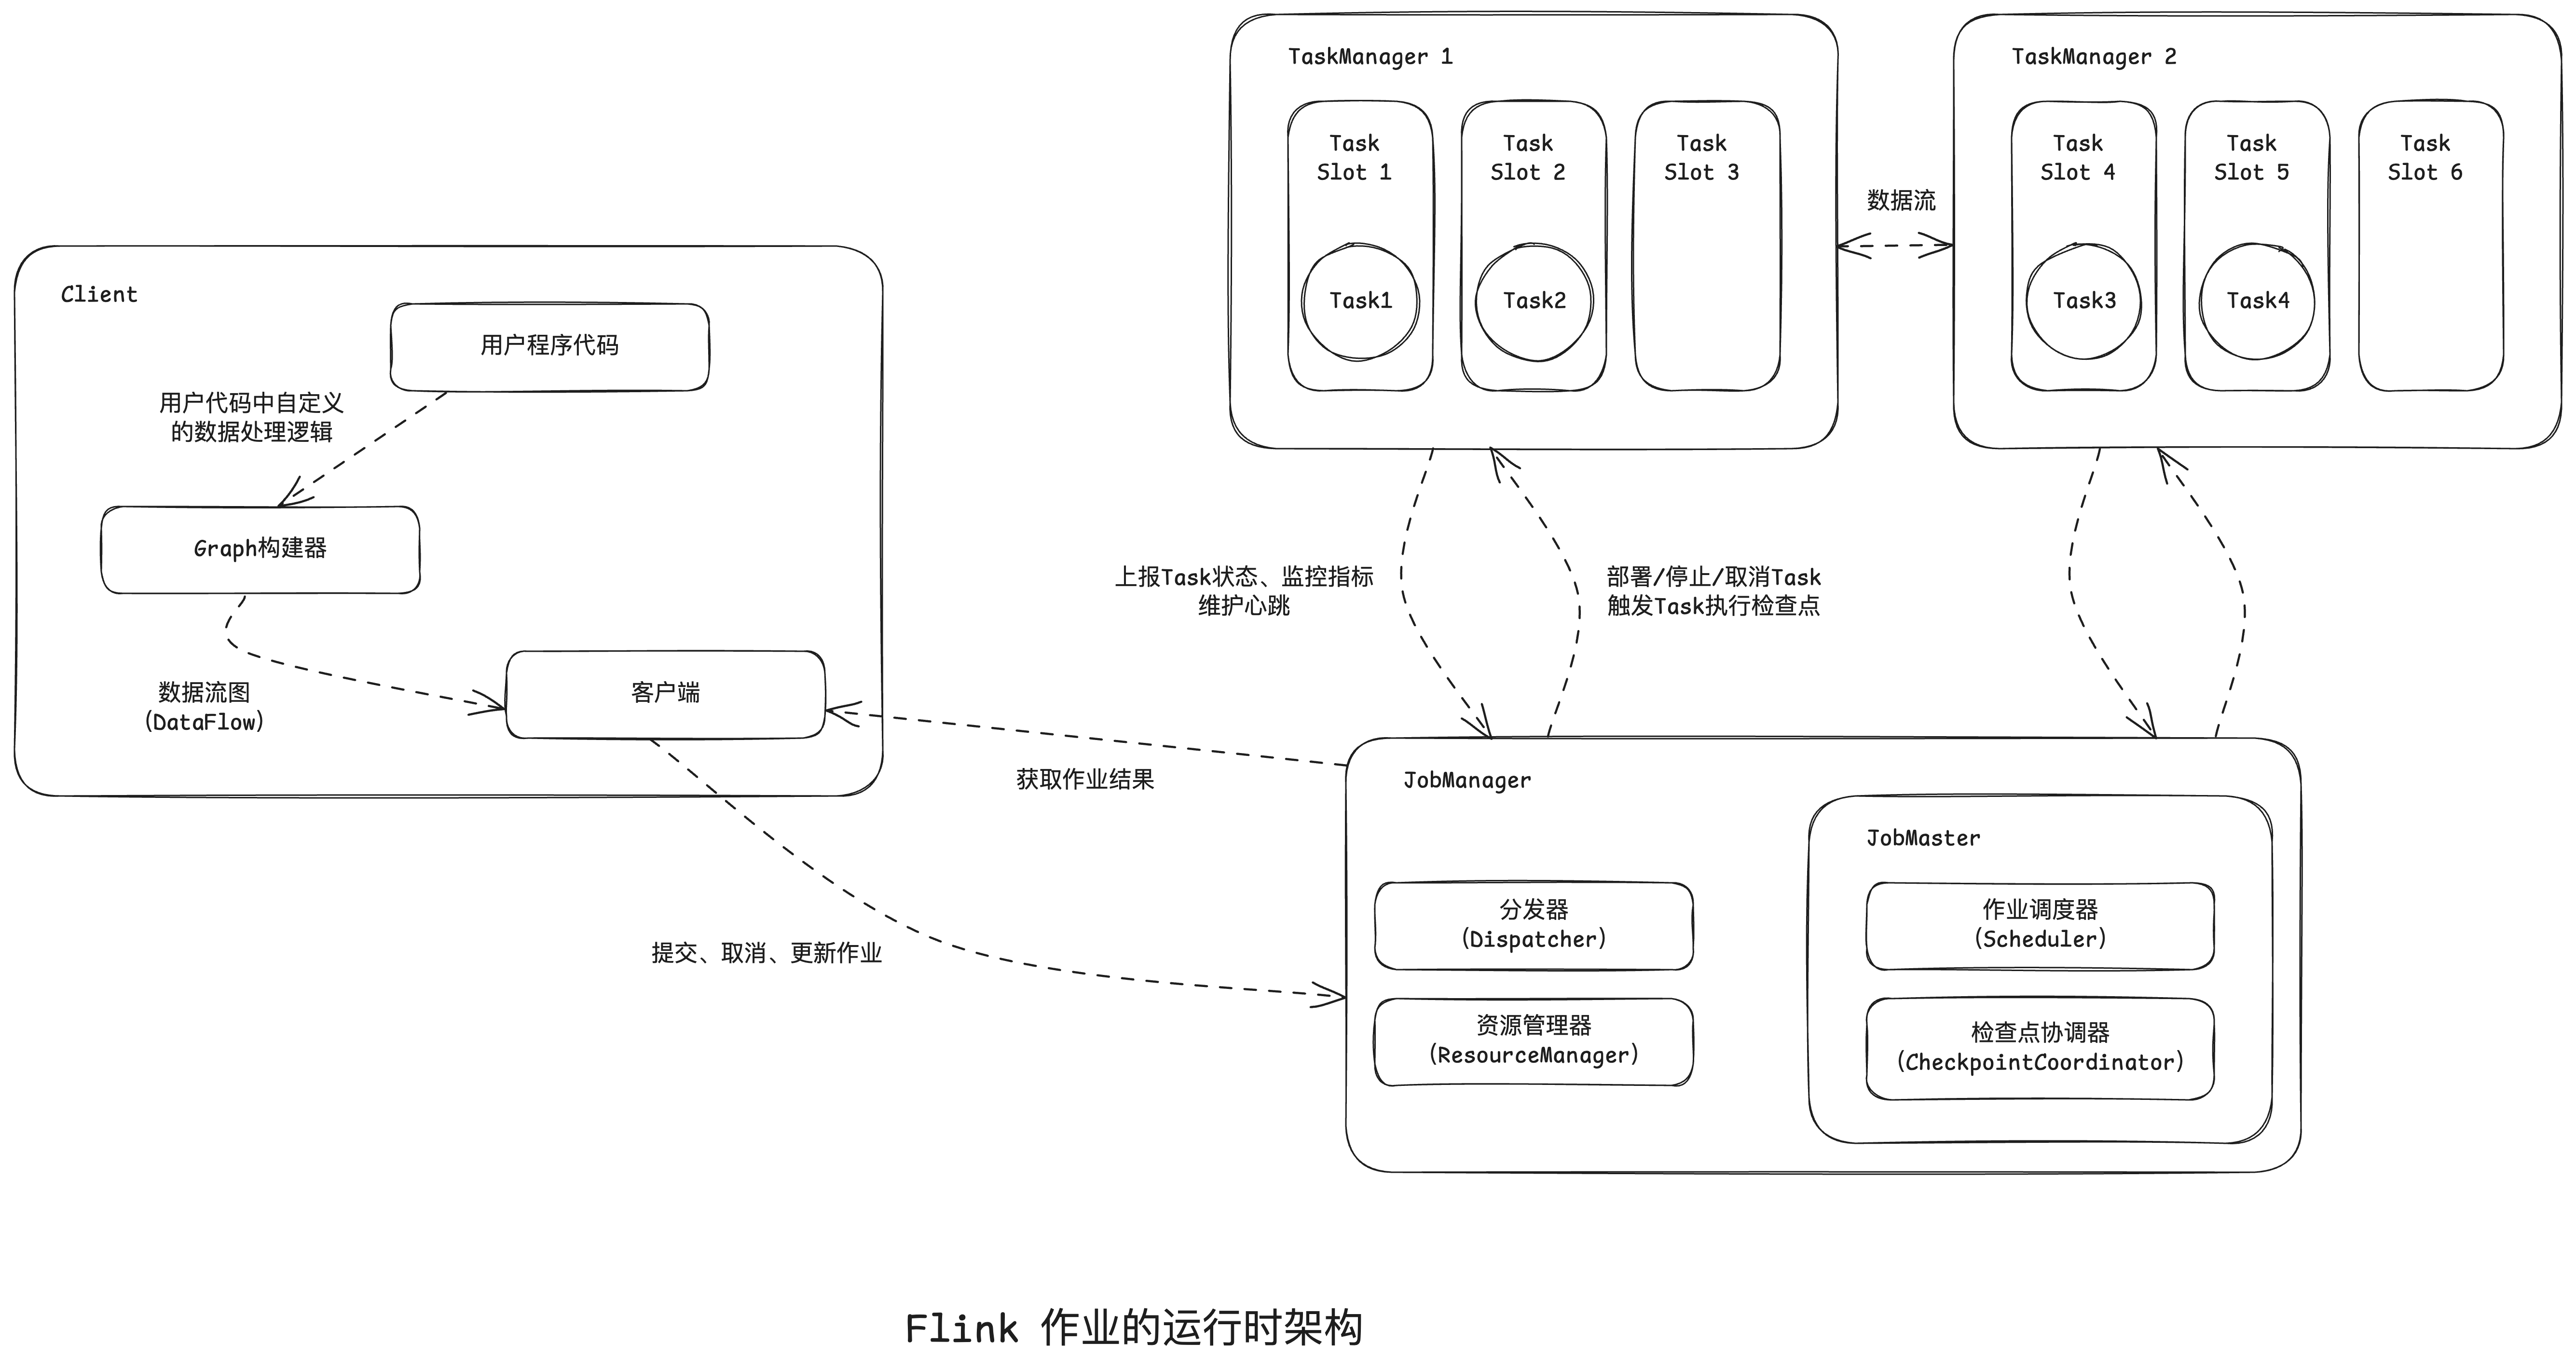 TaskManager 1
Task
Slot 1
Task
Slot 2
Task
Slot 3
Task1
Task2
数据流
TaskManager 2
Task
Slot 4
Task
Slot 5
Task
Slot 6
Task3
Task4
Client
用户程序代码
用户代码中自定义
的数据处理逻辑
Graph构建器
数据流图
(DataFlow)
客户端
上报Task状态、监控指标
维护心跳
部署/停止/取消Task
触发Task执行检查点
获取作业结果
提交、取消、更新作业
JobManager
分发器
(Dispatcher)
资源管理器
(ResourceManager)
JobMaster
作业调度器
(Scheduler)
检查点协调器
(CheckpointCoordinator)
Flink 作业的运行时架构